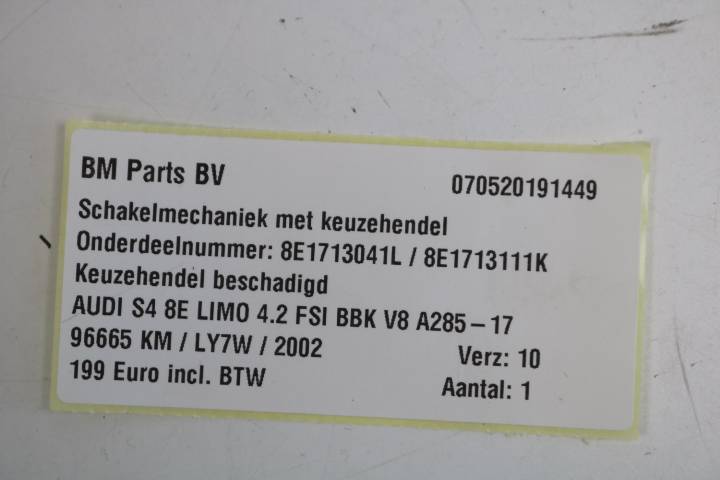 BM Parts BV 070520191449
Schakelmechaniek met keuzehendel
Onderdeelnummer: 8E1713041L / 8E1713111K
Keuzehendel beschadigd
AUDI S4 8E LIMO 4.2 FSI BBK V8 A285-17
96665 KM / LY7W / 2002 Verz: 10
199 Euro incl. BTW Aantal: 1